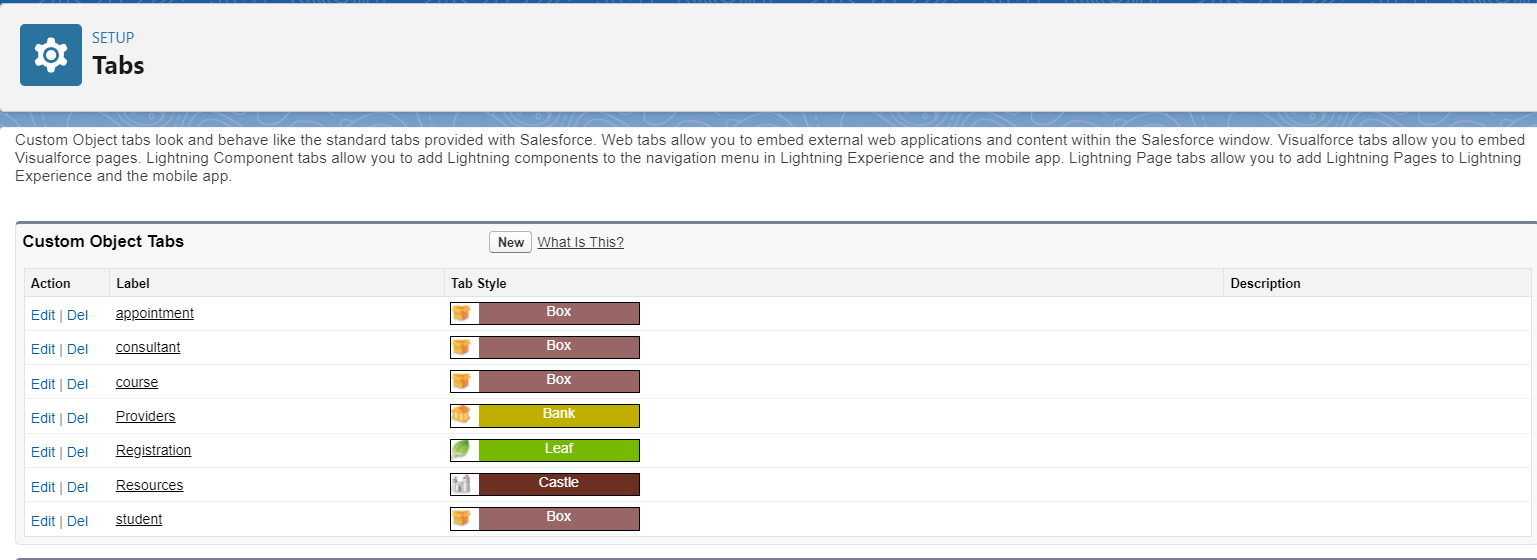 SETUP
Tabs
Custom Object tabs look and behave like the standard tabs provided with Salesforce. Web tabs allow you to embed external web applications and content within the Salesforce window. Visualforce tabs allow you to embed
Visualforce pages. Lightning Component tabs allow you to add Lightning components to the navigation menu in Lightning Experience and the mobile app. Lightning Page tabs allow you to add Lightning Pages to Lightning
Experience and the mobile app.
Custom Object Tabs New What Is This?
Action Label Tab Style Description
Edit | Del appointment Box
Edit | Del consultant Box
Edit | Del course Box
Edit | Del Providers Bank
Edit | Del Registration Leaf
Edit | Del Resources Castle
Edit | Del student Box